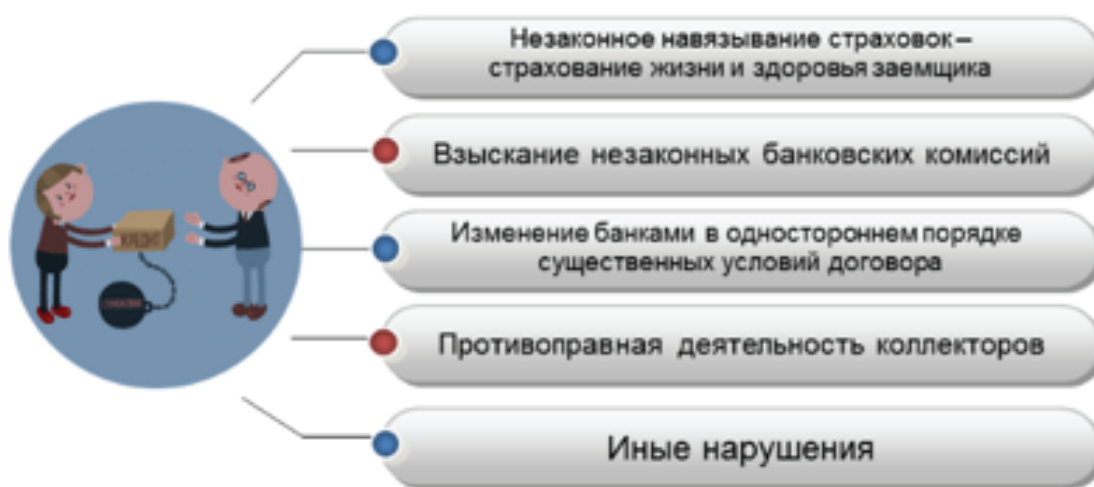 Незаконное навязывание страховок –
страхование жизни и здоровья заемщика
Взыскание незаконных банковских комиссий
КРЕДИТ
Изменение банками в одностороннем порядке
существенных условий договора
Противоправная деятельность коллекторов
Иные нарушения